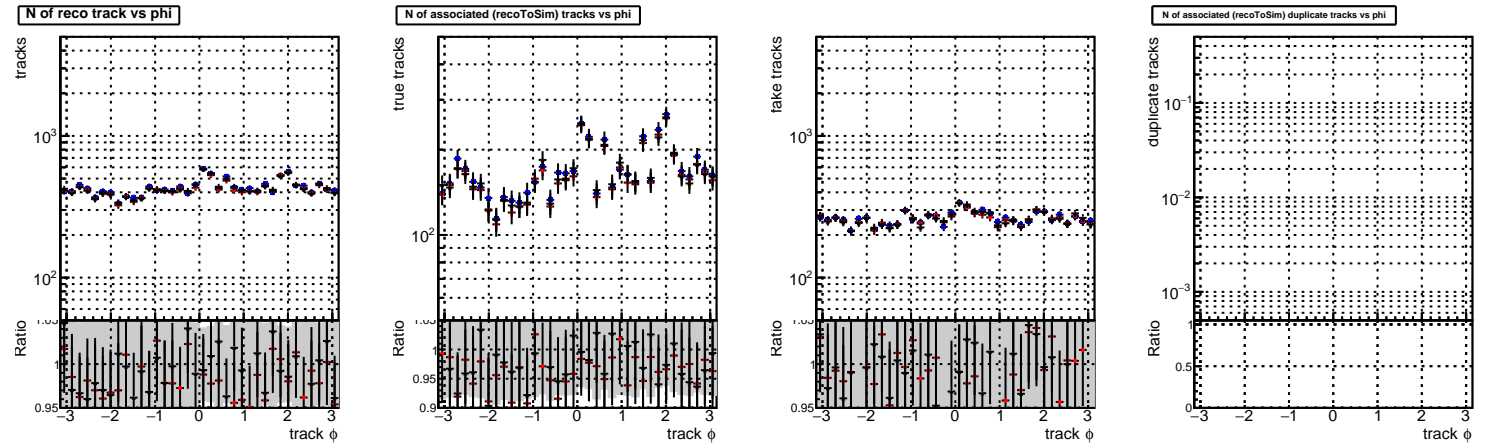 N of reco track vs phi
tracks
10³
10²
Ratio
1.05
1
0.95
−3 −2 −1 0 1 2 3
track ϕ
N of associated (recoToSim) tracks vs phi
true tracks
10²
Ratio
1
0.95
0.9
−3 −2 −1 0 1 2 3
track ϕ
fake tracks
10³
10²
Ratio
1.05
1
0.95
−3 −2 −1 0 1 2 3
track ϕ
N of associated (recoToSim) duplicate tracks vs phi
duplicate tracks
10⁻¹
10⁻²
10⁻³
Ratio
1
0.5
0
−3 −2 −1 0 1 2 3
track ϕ